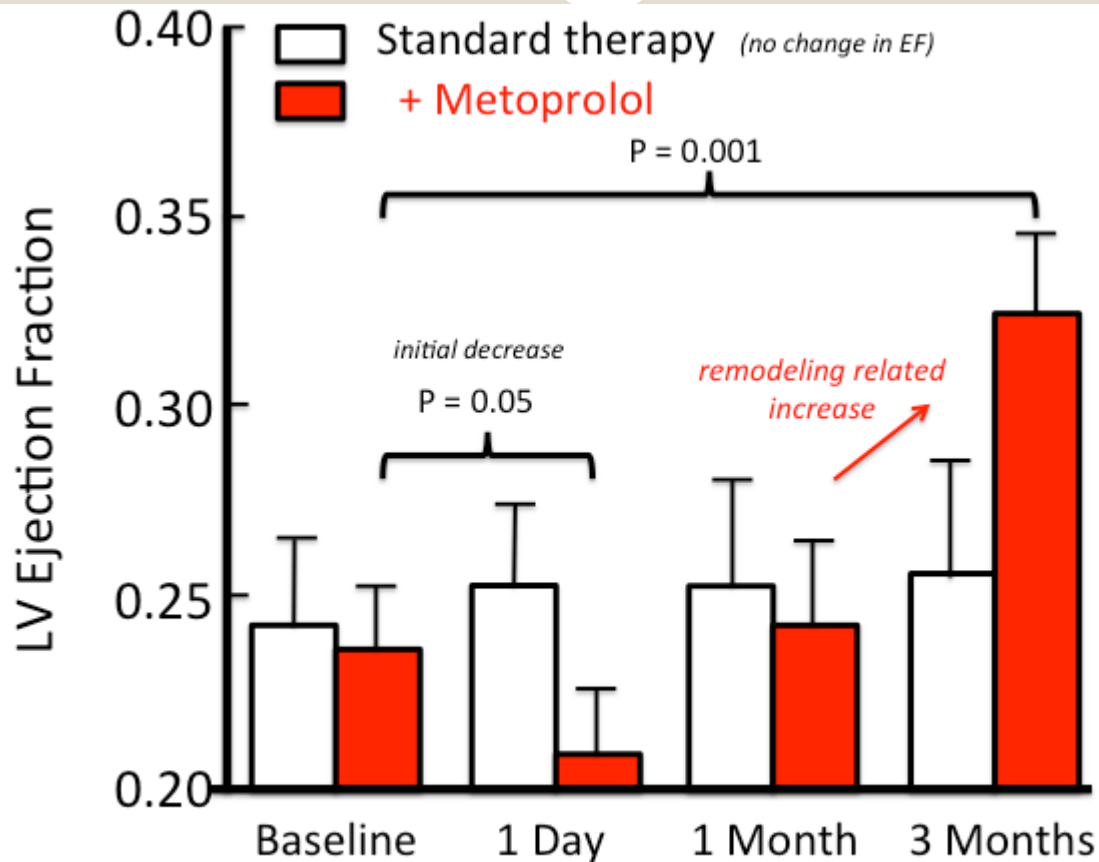 Standard therapy (no change in EF)
+ Metoprolol
P = 0.001
initial decrease
P = 0.05
remodeling related
increase
LV Ejection Fraction
0.40
0.35
0.30
0.25
0.20
Baseline 1 Day 1 Month 3 Months